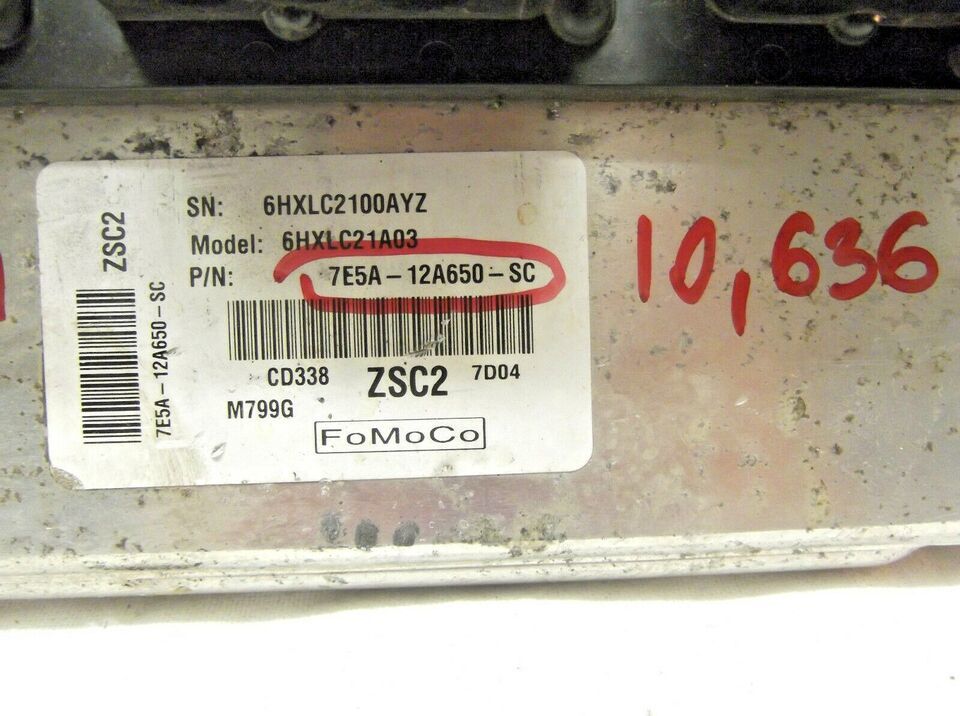 SN: 6HXLC2100AYZ
Model: 6HXLC21A03
P/N: 7E5A-12A650-SC
CD338 ZSC2 7D04
M799G
FoMoCo
ZSC2
7E5A-12A650-SC
10,636